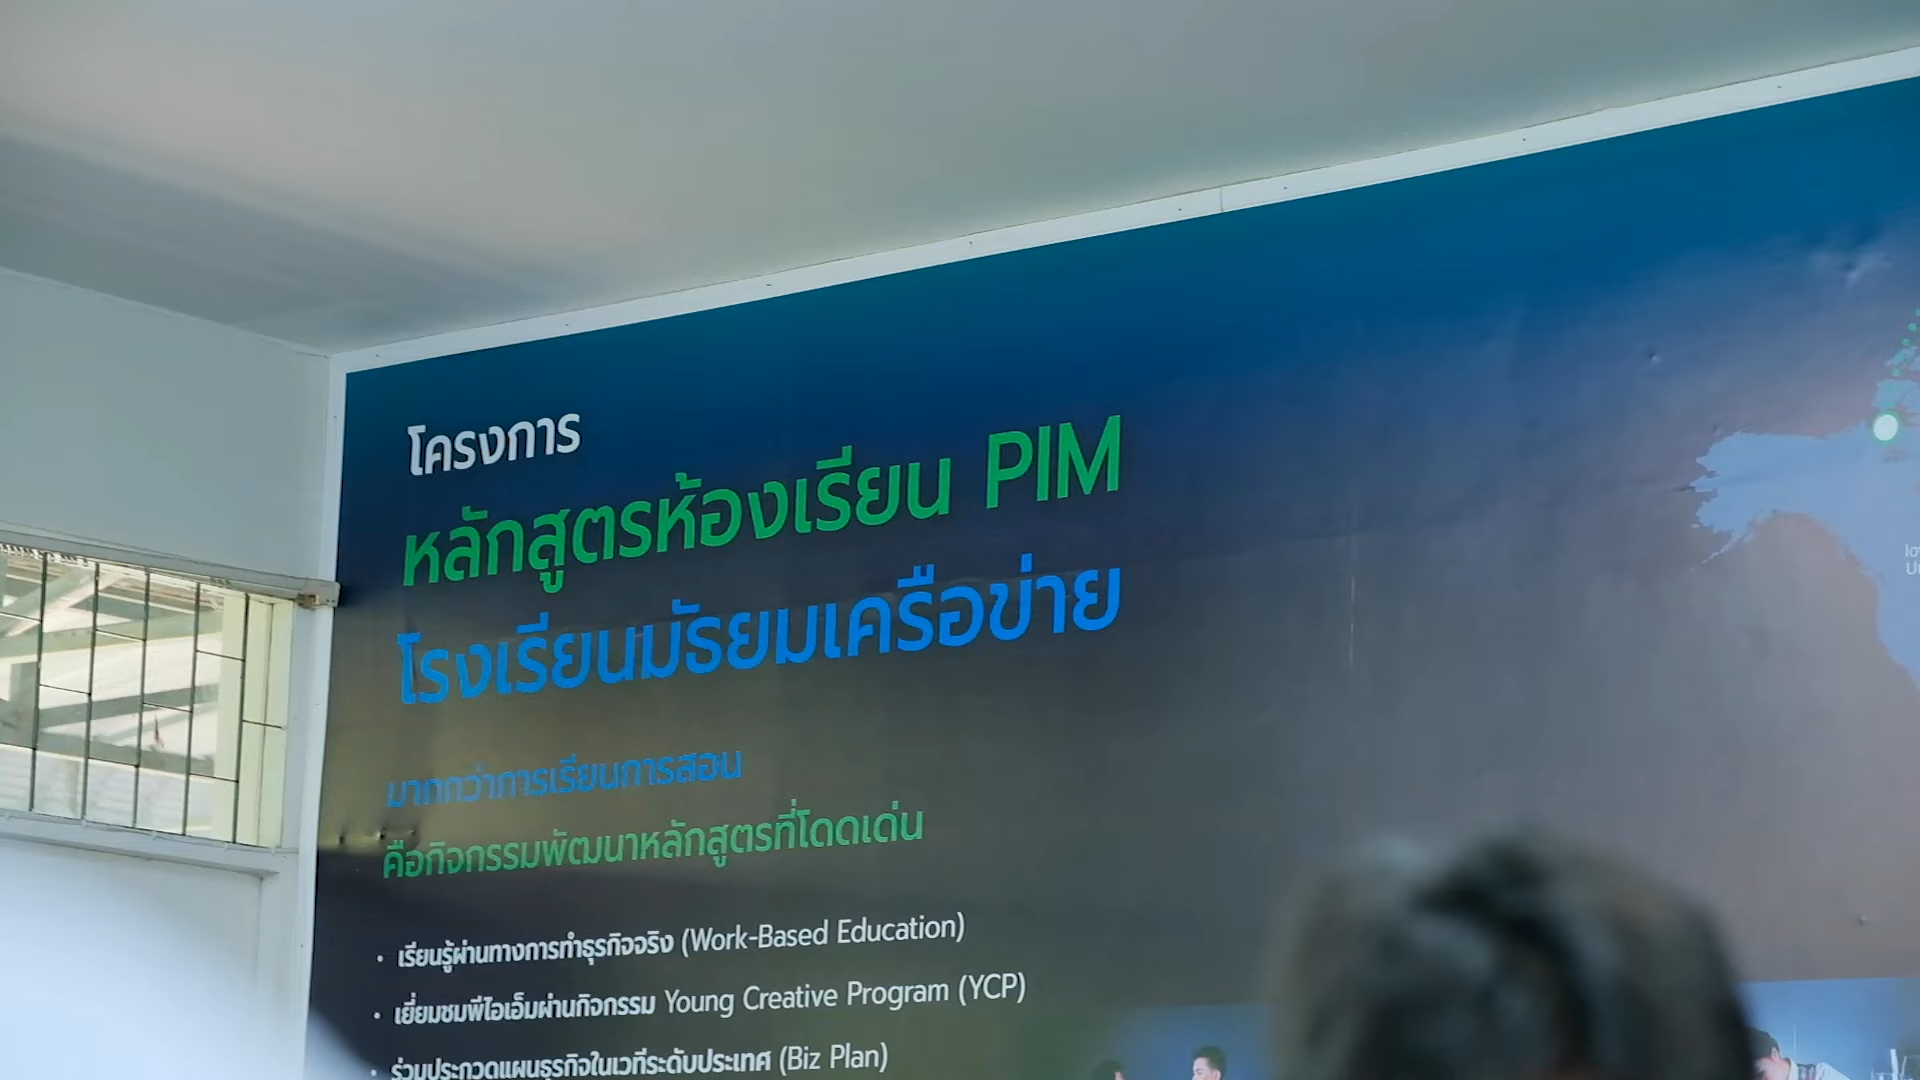 โครงการ
หลักสูตรห้องเรียน PIM
โรงเรียนมัธยมเครือข่าย
มากกว่าการเรียนการสอน
คือกิจกรรมพัฒนาหลักสูตรที่โดดเด่น
• เรียนรู้ผ่านทางการทำธุรกิจจริง (Work-Based Education)
• เยี่ยมชมพีไอเอ็มผ่านกิจกรรม Young Creative Program (YCP)
• ร่วมประกวดแผนธุรกิจในเวทีระดับประเทศ (Biz Plan)